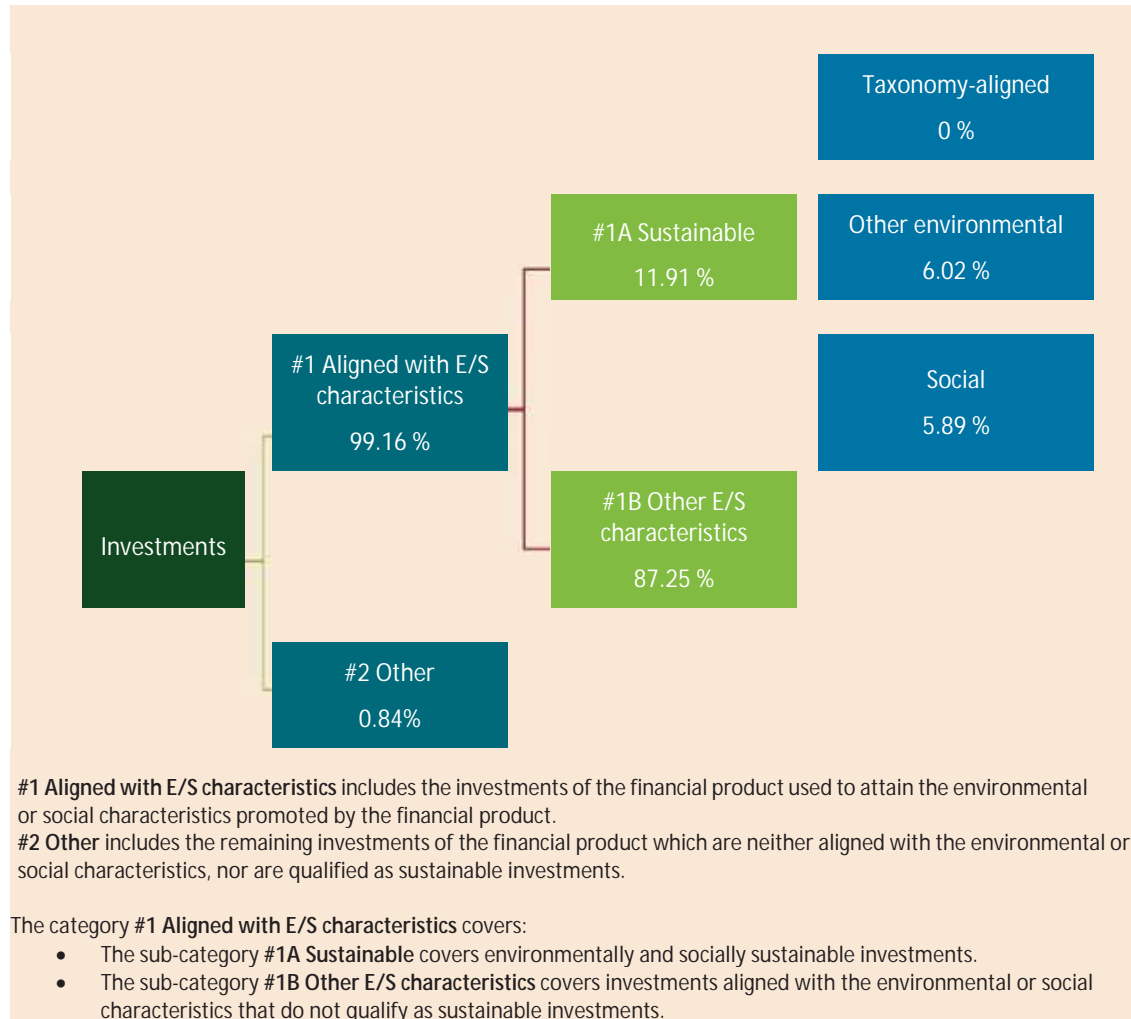 Taxonomy-aligned
0 %
#1A Sustainable
11.91 %
Other environmental
6.02 %
#1 Aligned with E/S
characteristics
99.16 %
Social
5.89 %
Investments
#1B Other E/S
characteristics
87.25 %
#2 Other
0.84%
#1 Aligned with E/S characteristics includes the investments of the financial product used to attain the environmental
or social characteristics promoted by the financial product.
#2 Other includes the remaining investments of the financial product which are neither aligned with the environmental or
social characteristics, nor are qualified as sustainable investments.
The category #1 Aligned with E/S characteristics covers:
• The sub-category #1A Sustainable covers environmentally and socially sustainable investments.
• The sub-category #1B Other E/S characteristics covers investments aligned with the environmental or social
characteristics that do not qualify as sustainable investments.